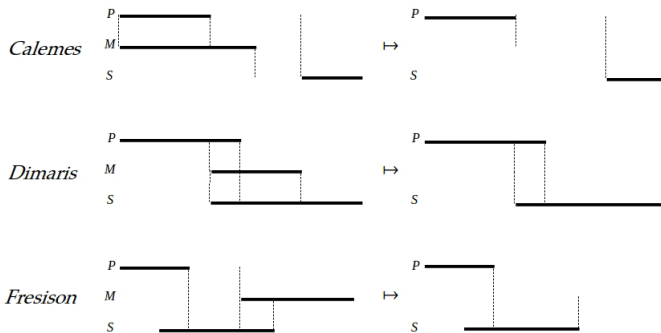 P P
Calemes M ↦
S S
P P
Dimaris M ↦
S S
P P
Fresison M ↦
S S